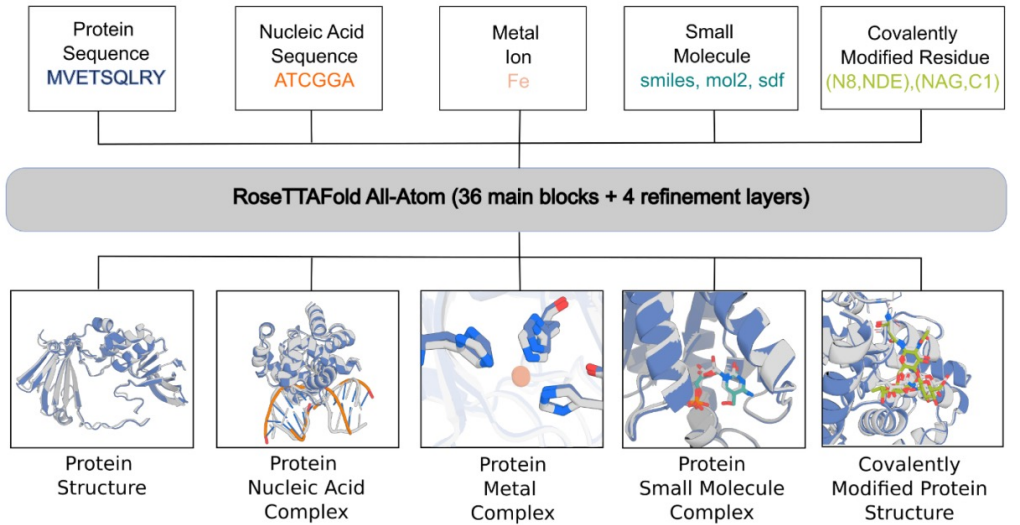 Protein
Sequence
MVETSQLRY
Nucleic Acid
Sequence
ATCGGA
Metal
Ion
Fe
Small
Molecule
smiles, mol2, sdf
Covalently
Modified Residue
(N8,NDE),(NAG,C1)
RoseTTAFold All-Atom (36 main blocks + 4 refinement layers)
Protein
Structure
Protein
Nucleic Acid
Complex
Protein
Metal
Complex
Protein
Small Molecule
Complex
Covalently
Modified Protein
Structure